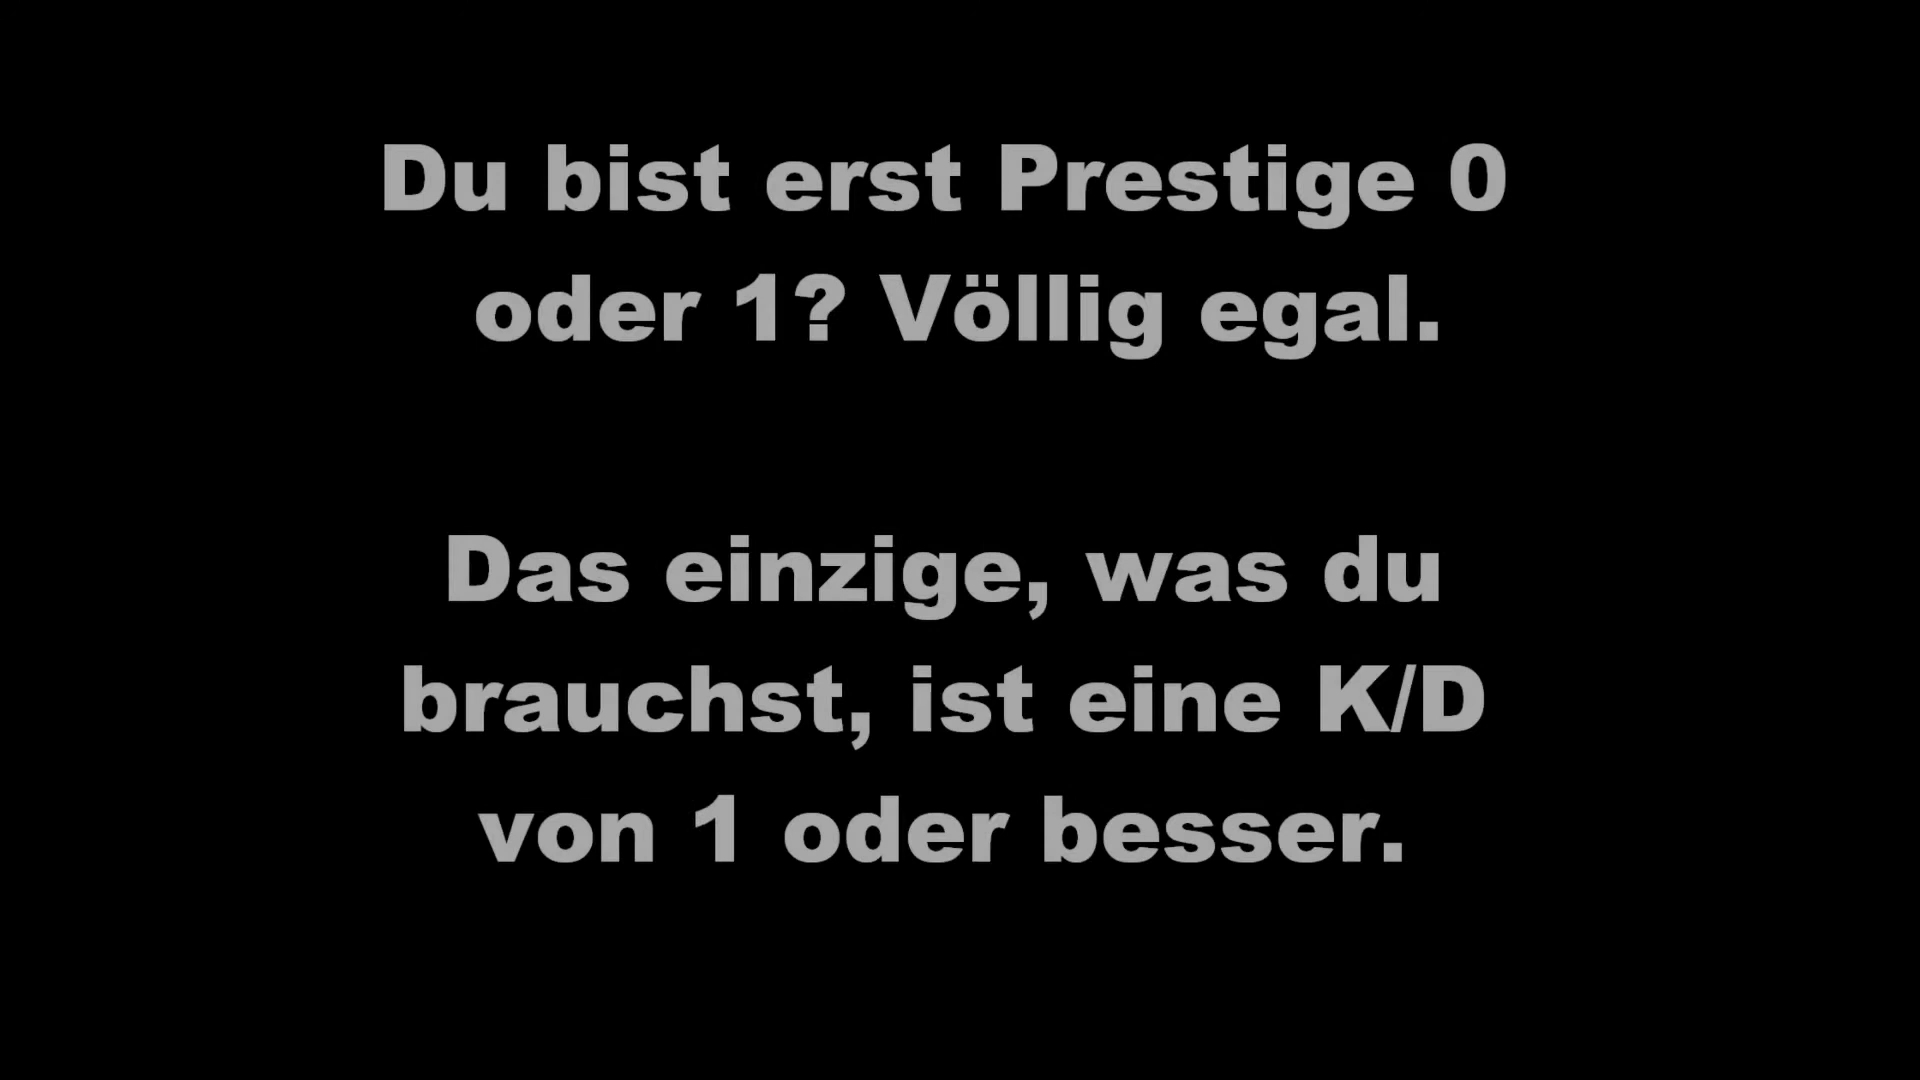 Du bist erst Prestige 0
oder 1? Völlig egal.
Das einzige, was du
brauchst, ist eine K/D
von 1 oder besser.